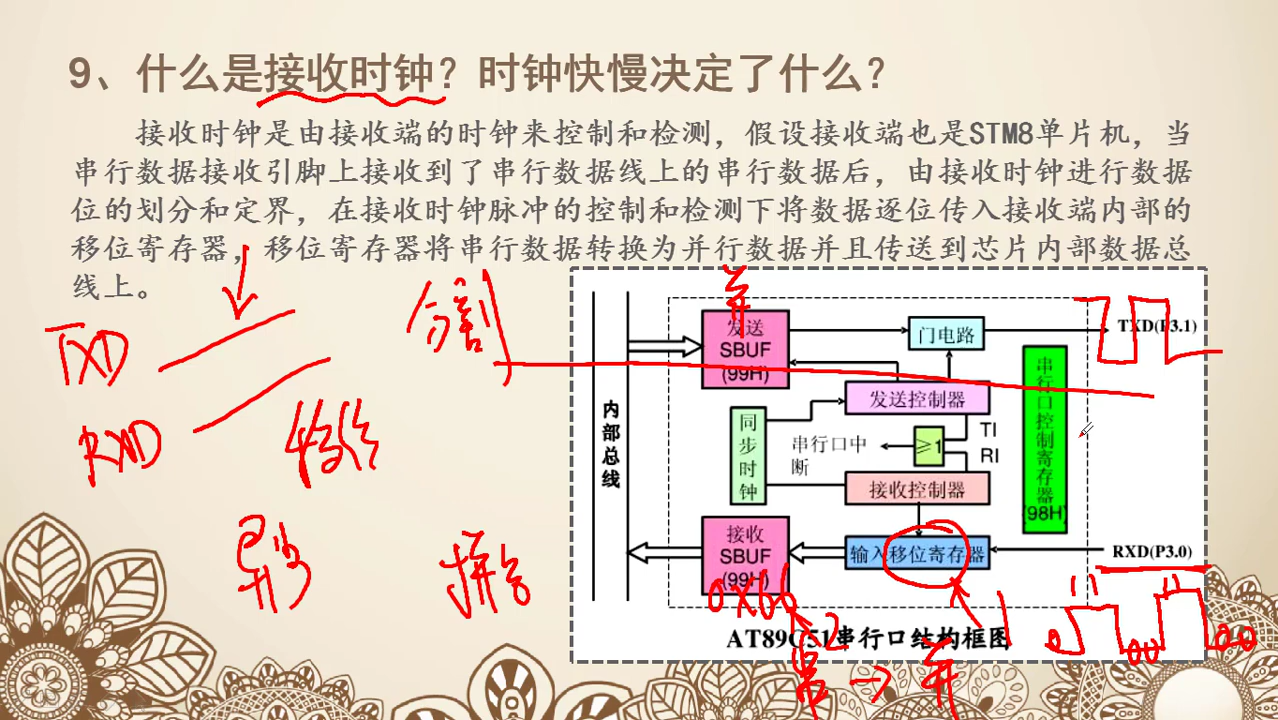 9、什么是接收时钟？时钟快慢决定了什么？
接收时钟是由接收端的时钟来控制和检测，假设接收端也是STM8单片机，当
串行数据接收引脚上接收到了串行数据线上的串行数据后，由接收时钟进行数据
位的划分和定界，在接收时钟脉冲的控制和检测下将数据逐位传入接收端内部的
移位寄存器，移位寄存器将串行数据转换为并行数据并且传送到芯片内部数据总
线上。
TXD
RXD
分割
内部总线
并
发送
SBUF
(99H)
门电路
TXD(P3.1)
发送控制器
同步时钟
串行口中断
≥1
TI
RI
接收控制器
串行口控制寄存器
(98H)
接收
SBUF
(99H)
输入移位寄存器
RXD(P3.0)
AT89C51串行口结构框图
0x66
2
1
串→并
0
11
00
11
00